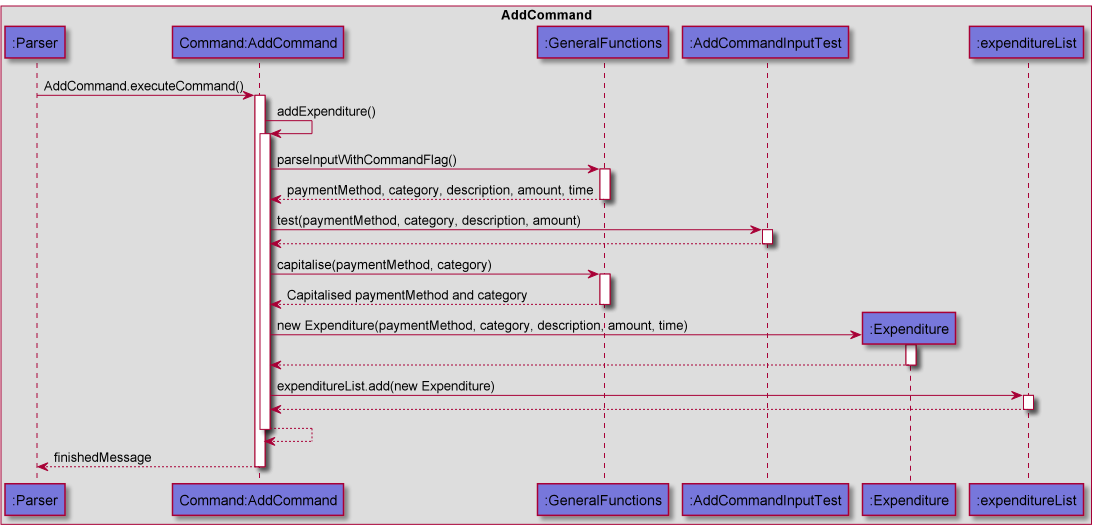 AddCommand
:Parser
Command:AddCommand
:GeneralFunctions
:AddCommandInputTest
:expenditureList
AddCommand.executeCommand()
addExpenditure()
parseInputWithCommandFlag()
paymentMethod, category, description, amount, time
test(paymentMethod, category, description, amount)
capitalise(paymentMethod, category)
Capitalised paymentMethod and category
new Expenditure(paymentMethod, category, description, amount, time)
:Expenditure
expenditureList.add(new Expenditure)
finishedMessage
:Parser
Command:AddCommand
:GeneralFunctions
:AddCommandInputTest
:Expenditure
:expenditureList